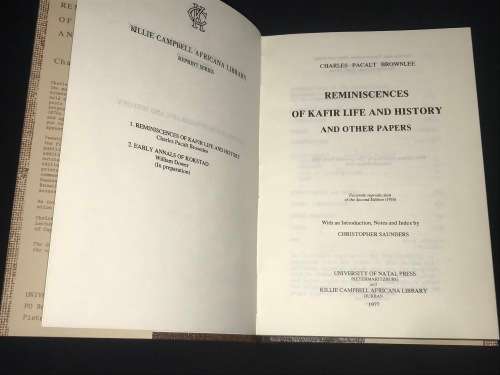 KILLIE CAMPBELL AFRICANA LIBRARY
REPRINT SERIES
1. REMINISCENCES OF KAFIR LIFE AND HISTORY
Charles Pacalt Brownlee
2. EARLY ANNALS OF KOKSTAD
William Dower
(In preparation)
CHARLES PACALT BROWNLEE
REMINISCENCES
OF KAFIR LIFE AND HISTORY
AND OTHER PAPERS
Facsimile reproduction
of the Second Edition (1916)
With an Introduction, Notes and Index by
CHRISTOPHER SAUNDERS
UNIVERSITY OF NATAL PRESS
PIETERMARITZBURG
and
KILLIE CAMPBELL AFRICANA LIBRARY
DURBAN
1977